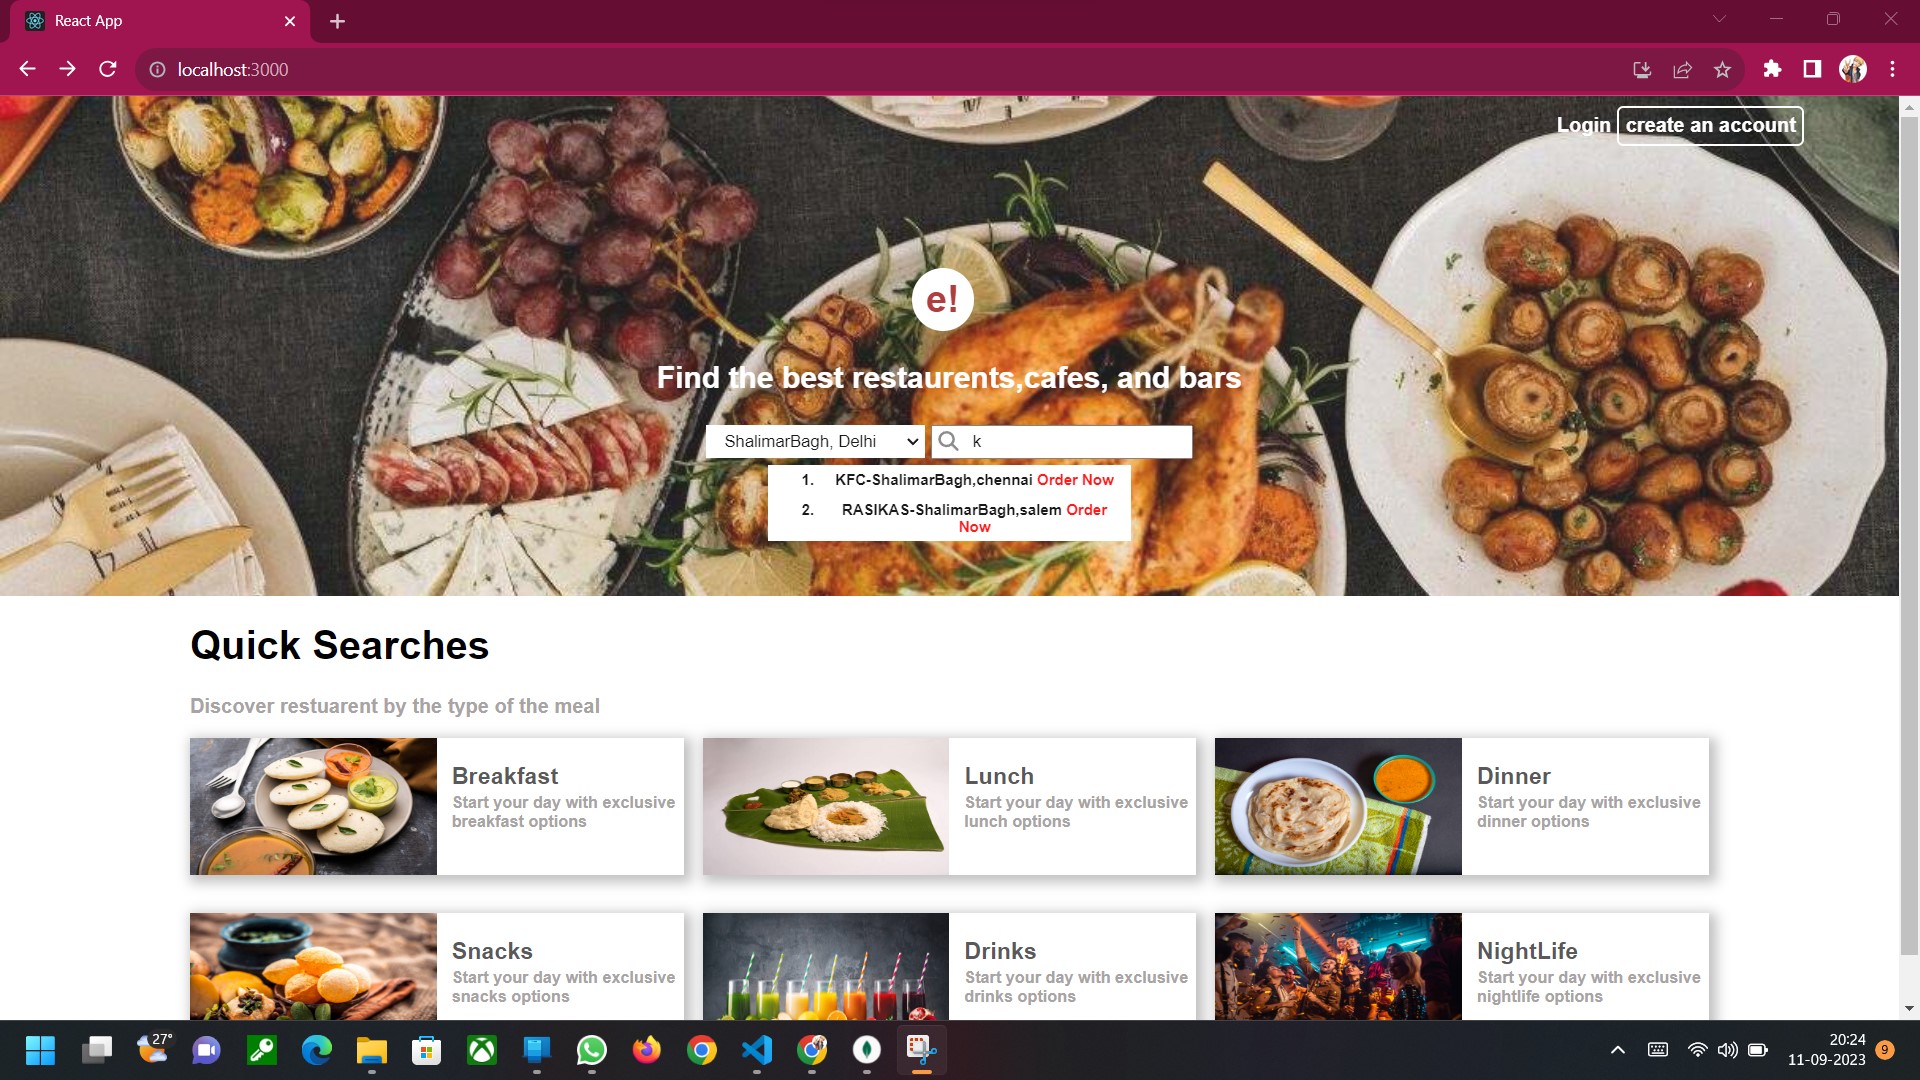 React App
localhost:3000
Login create an account
e!
Find the best restaurents,cafes, and bars
ShalimarBagh, Delhi
k
1. KFC-ShalimarBagh,chennai Order Now
2. RASIKAS-ShalimarBagh,salem Order
Now
Quick Searches
Discover restuarent by the type of the meal
Breakfast
Start your day with exclusive
breakfast options
Lunch
Start your day with exclusive
lunch options
Dinner
Start your day with exclusive
dinner options
Snacks
Start your day with exclusive
snacks options
Drinks
Start your day with exclusive
drinks options
NightLife
Start your day with exclusive
nightlife options
27°
20:24
11-09-2023
9